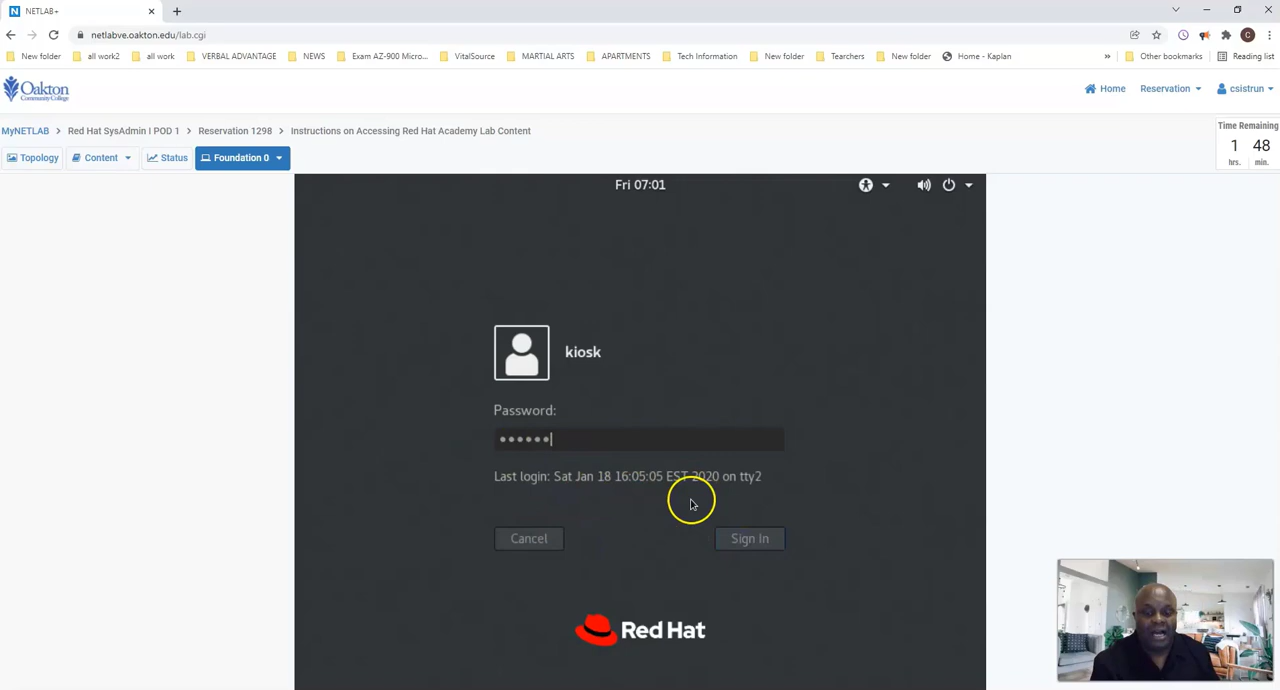 NETLAB+
netlabve.oakton.edu/lab.cgi
New folder all work2 all work VERBAL ADVANTAGE NEWS Exam AZ-900 Micro... VitalSource MARTIAL ARTS APARTMENTS Tech Information New folder Tearchers New folder Home - Kaplan » Other bookmarks Reading list
Oakton
Community College
Home Reservation csistrun
MyNETLAB > Red Hat SysAdmin I POD 1 > Reservation 1298 > Instructions on Accessing Red Hat Academy Lab Content
Time Remaining
1 48
hrs. min.
Topology Content Status Foundation 0
Fri 07:01
kiosk
Password:
Last login: Sat Jan 18 16:05:05 EST 2020 on tty2
Cancel Sign In
Red Hat